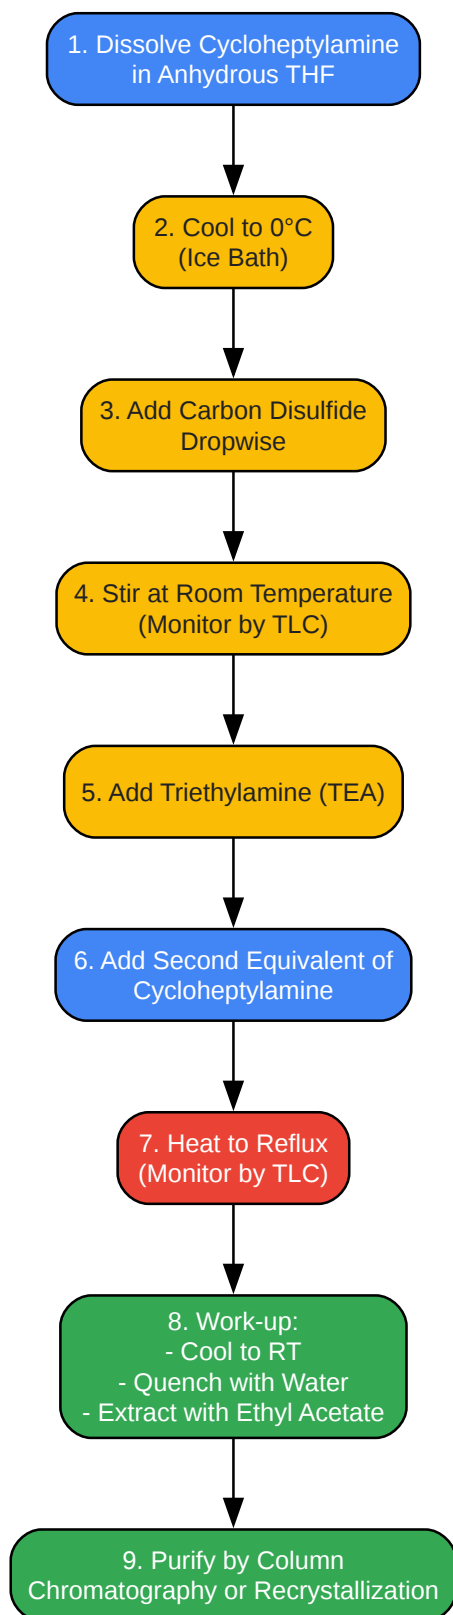 1. Dissolve Cycloheptylamine
in Anhydrous THF
2. Cool to 0°C
(Ice Bath)
3. Add Carbon Disulfide
Dropwise
4. Stir at Room Temperature
(Monitor by TLC)
5. Add Triethylamine (TEA)
6. Add Second Equivalent of
Cycloheptylamine
7. Heat to Reflux
(Monitor by TLC)
8. Work-up:
- Cool to RT
- Quench with Water
- Extract with Ethyl Acetate
9. Purify by Column
Chromatography or Recrystallization